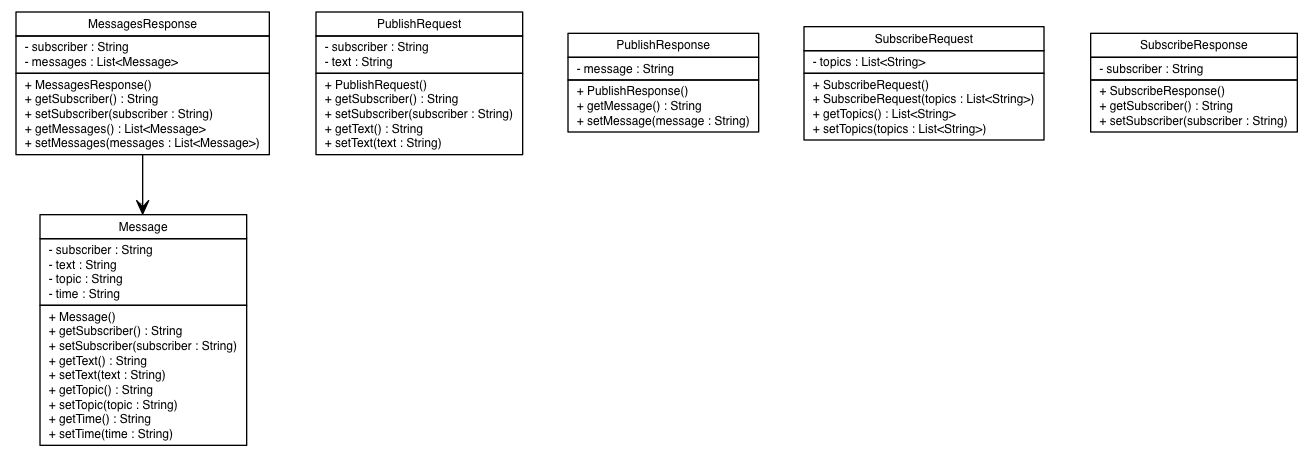 MessagesResponse
- subscriber : String
- messages : List<Message>
+ MessagesResponse()
+ getSubscriber() : String
+ setSubscriber(subscriber : String)
+ getMessages() : List<Message>
+ setMessages(messages : List<Message>)
PublishRequest
- subscriber : String
- text : String
+ PublishRequest()
+ getSubscriber() : String
+ setSubscriber(subscriber : String)
+ getText() : String
+ setText(text : String)
PublishResponse
- message : String
+ PublishResponse()
+ getMessage() : String
+ setMessage(message : String)
SubscribeRequest
- topics : List<String>
+ SubscribeRequest()
+ SubscribeRequest(topics : List<String>)
+ getTopics() : List<String>
+ setTopics(topics : List<String>)
SubscribeResponse
- subscriber : String
+ SubscribeResponse()
+ getSubscriber() : String
+ setSubscriber(subscriber : String)
Message
- subscriber : String
- text : String
- topic : String
- time : String
+ Message()
+ getSubscriber() : String
+ setSubscriber(subscriber : String)
+ getText() : String
+ setText(text : String)
+ getTopic() : String
+ setTopic(topic : String)
+ getTime() : String
+ setTime(time : String)